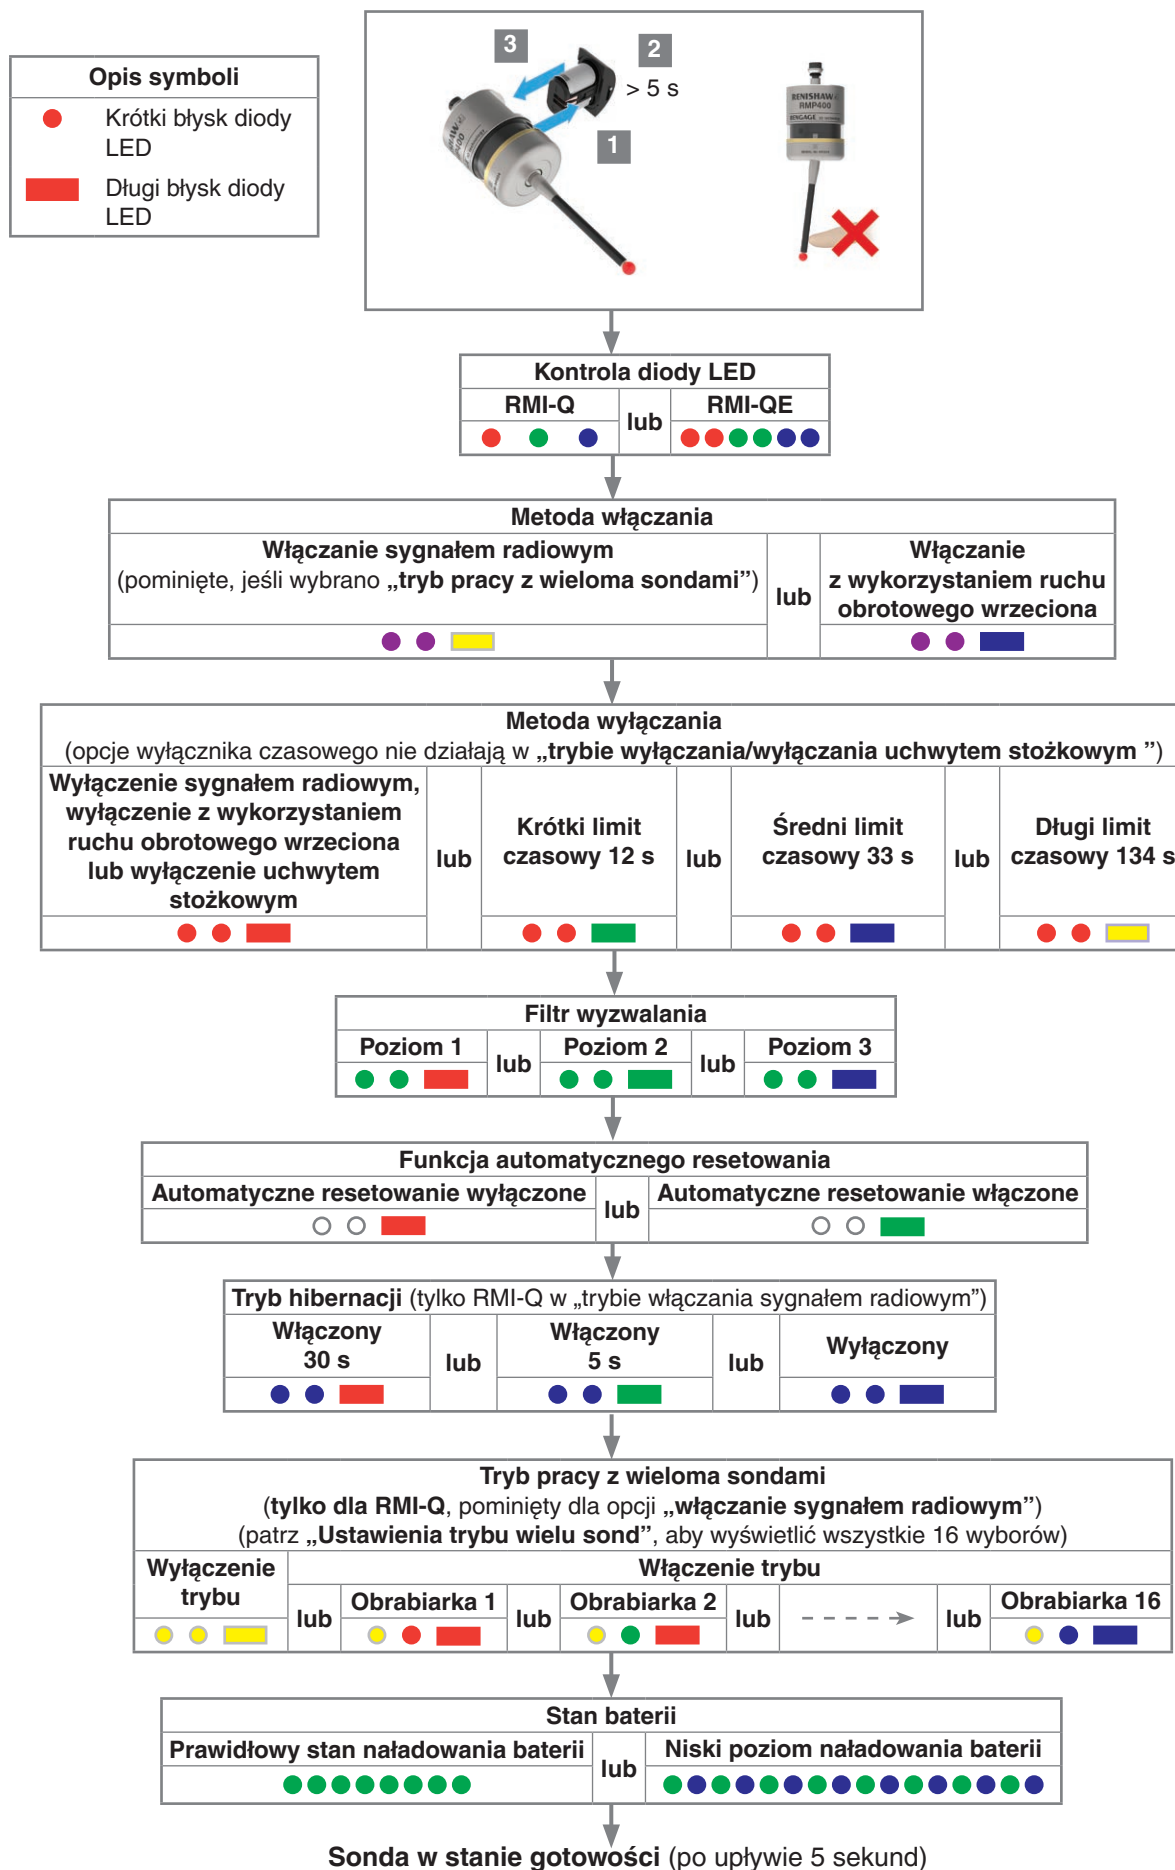 Opis symboli
Krótki błysk diody
LED
Długi błysk diody
LED
3
2
> 5 s
1
RENISHAW
RMP400
RENGAGE
Kontrola diody LED
RMI-Q
lub
RMI-QE
Metoda włączania
Włączanie sygnałem radiowym
(pominięte, jeśli wybrano „tryb pracy z wieloma sondami”)
lub
Włączanie
z wykorzystaniem ruchu
obrotowego wrzeciona
Metoda wyłączania
(opcje wyłącznika czasowego nie działają w „trybie wyłączania/wyłączania uchwytem stożkowym ”)
Wyłączenie sygnałem radiowym,
wyłączenie z wykorzystaniem
ruchu obrotowego wrzeciona
lub wyłączenie uchwytem
stożkowym
lub
Krótki limit
czasowy 12 s
lub
Średni limit
czasowy 33 s
lub
Długi limit
czasowy 134 s
Filtr wyzwalania
Poziom 1
lub
Poziom 2
lub
Poziom 3
Funkcja automatycznego resetowania
Automatyczne resetowanie wyłączone
lub
Automatyczne resetowanie włączone
Tryb hibernacji (tylko RMI-Q w „trybie włączania sygnałem radiowym”)
Włączony
30 s
lub
Włączony
5 s
lub
Wyłączony
Tryb pracy z wieloma sondami
(tylko dla RMI-Q, pominięty dla opcji „włączanie sygnałem radiowym”)
(patrz „Ustawienia trybu wielu sond”, aby wyświetlić wszystkie 16 wyborów)
Wyłączenie
trybu
Włączenie trybu
lub
Obrabiarka 1
lub
Obrabiarka 2
lub
lub
Obrabiarka 16
Stan baterii
Prawidłowy stan naładowania baterii
lub
Niski poziom naładowania baterii
Sonda w stanie gotowości (po upływie 5 sekund)